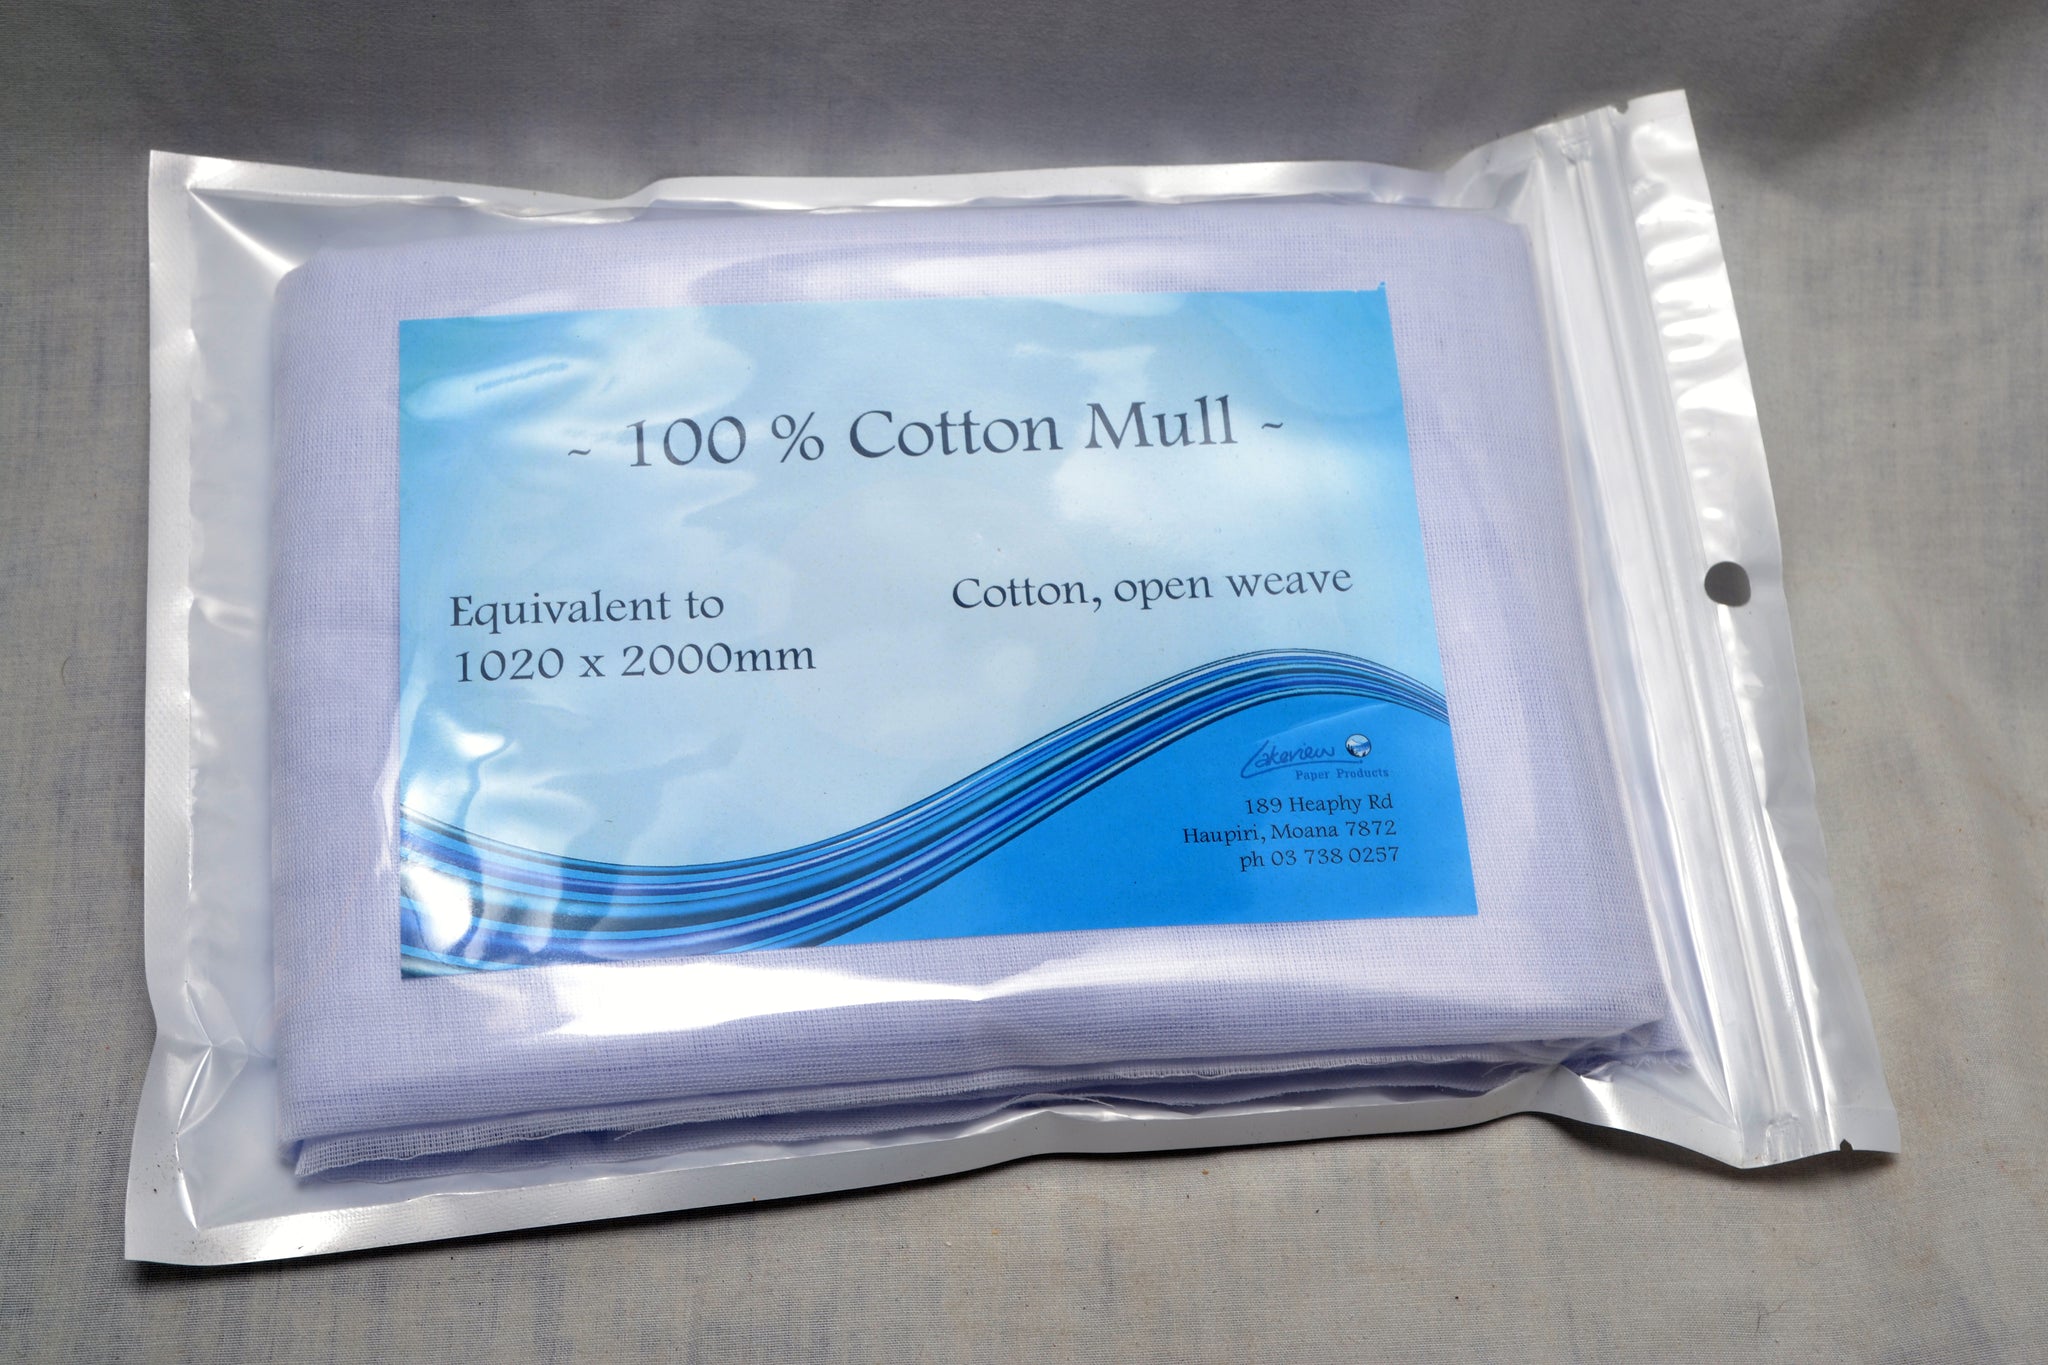 ~ 100 % Cotton Mull ~
Equivalent to
1020 x 2000mm
Cotton, open weave
Lakeview
Paper Products
189 Heaphy Rd
Haupiri, Moana 7872
ph 03 738 0257